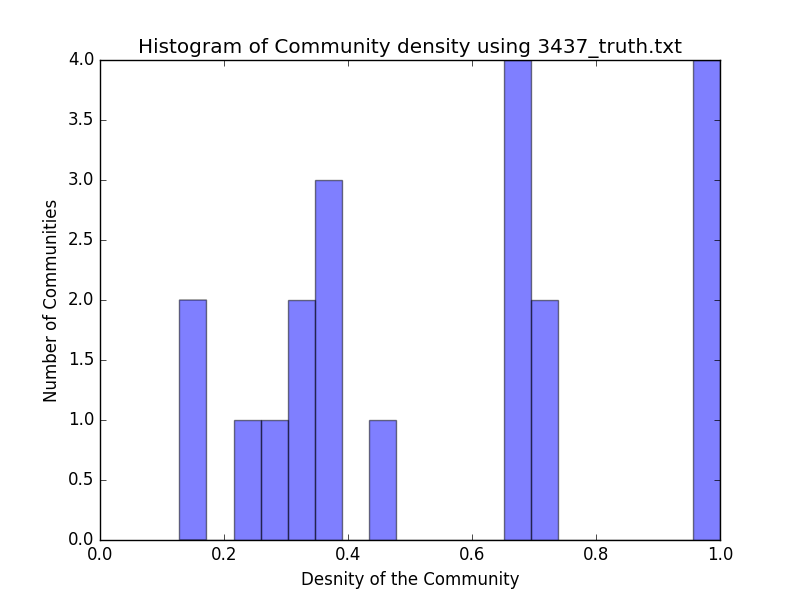 Histogram of Community density using 3437_truth.txt
4.0
3.5
3.0
2.5
2.0
1.5
1.0
0.5
0.0
Number of Communities
0.0 0.2 0.4 0.6 0.8 1.0
Desnity of the Community